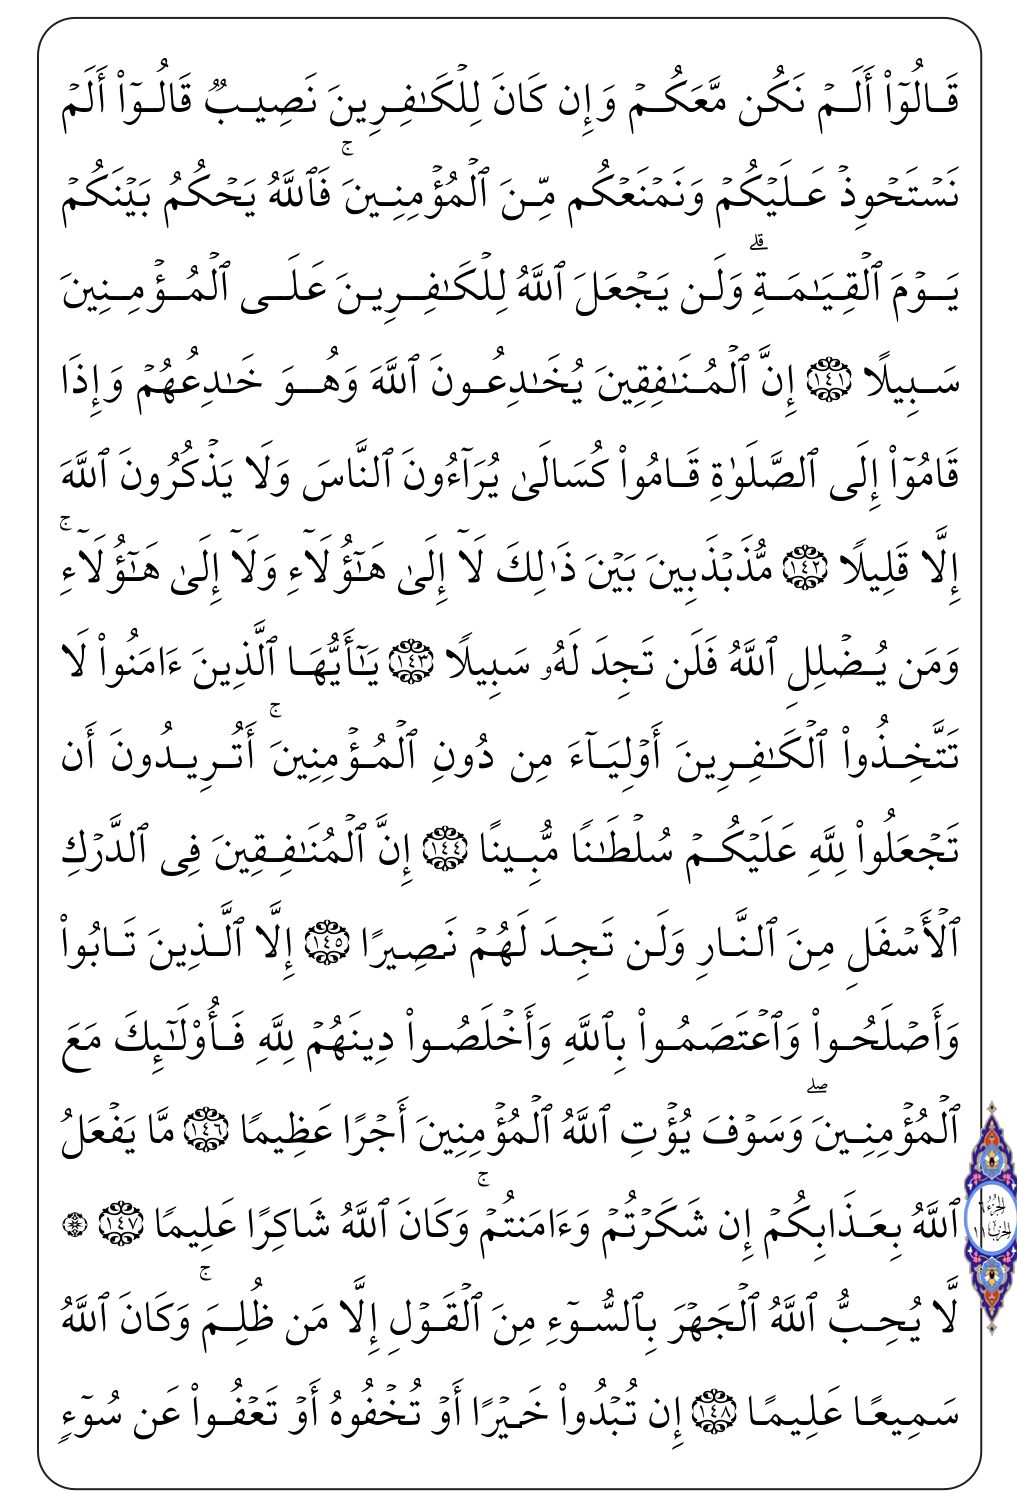 قَالُوٓا۟ أَلَمۡ نَكُن مَّعَكُمۡ وَإِن كَانَ لِلۡكَـٰفِرِينَ نَصِيبࣱ قَالُوٓا۟ أَلَمۡ
نَسۡتَحۡوِذۡ عَلَيۡكُمۡ وَنَمۡنَعۡكُم مِّنَ ٱلۡمُؤۡمِنِينَۚ فَٱللَّهُ يَحۡكُمُ بَيۡنَكُمۡ
يَوۡمَ ٱلۡقِيَـٰمَةِۗ وَلَن يَجۡعَلَ ٱللَّهُ لِلۡكَـٰفِرِينَ عَلَى ٱلۡمُؤۡمِنِينَ
سَبِيلًا ١٤١ إِنَّ ٱلۡمُنَـٰفِقِينَ يُخَـٰدِعُونَ ٱللَّهَ وَهُوَ خَـٰدِعُهُمۡ وَإِذَا
قَامُوٓا۟ إِلَى ٱلصَّلَوٰةِ قَامُوا۟ كُسَالَىٰ يُرَآءُونَ ٱلنَّاسَ وَلَا يَذۡكُرُونَ ٱللَّهَ
إِلَّا قَلِيلًا ١٤٢ مُّذَبۡذَبِينَ بَيۡنَ ذَٰلِكَ لَآ إِلَىٰ هَـٰٓؤُلَآءِ وَلَآ إِلَىٰ هَـٰٓؤُلَآءِۚ
وَمَن يُضۡلِلِ ٱللَّهُ فَلَن تَجِدَ لَهُۥ سَبِيلًا ١٤٣ يَـٰٓأَيُّهَا ٱلَّذِينَ ءَامَنُوا۟ لَا
تَتَّخِذُوا۟ ٱلۡكَـٰفِرِينَ أَوۡلِيَآءَ مِن دُونِ ٱلۡمُؤۡمِنِينَۚ أَتُرِيدُونَ أَن
تَجۡعَلُوا۟ لِلَّهِ عَلَيۡكُمۡ سُلۡطَـٰنًا مُّبِينًا ١٤٤ إِنَّ ٱلۡمُنَـٰفِقِينَ فِى ٱلدَّرۡكِ
ٱلۡأَسۡفَلِ مِنَ ٱلنَّارِ وَلَن تَجِدَ لَهُمۡ نَصِيرًا ١٤٥ إِلَّا ٱلَّذِينَ تَابُوا۟
وَأَصۡلَحُوا۟ وَٱعۡتَصَمُوا۟ بِٱللَّهِ وَأَخۡلَصُوا۟ دِينَهُمۡ لِلَّهِ فَأُو۟لَـٰٓئِكَ مَعَ
ٱلۡمُؤۡمِنِينَۖ وَسَوۡفَ يُؤۡتِ ٱللَّهُ ٱلۡمُؤۡمِنِينَ أَجۡرًا عَظِيمًا ١٤٦ مَّا يَفۡعَلُ
ٱللَّهُ بِعَذَابِكُمۡ إِن شَكَرۡتُمۡ وَءَامَنتُمۡۚ وَكَانَ ٱللَّهُ شَاكِرًا عَلِيمًا ١٤٧ ۞
لَّا يُحِبُّ ٱللَّهُ ٱلۡجَهۡرَ بِٱلسُّوٓءِ مِنَ ٱلۡقَوۡلِ إِلَّا مَن ظُلِمَۚ وَكَانَ ٱللَّهُ
سَمِيعًا عَلِيمًا ١٤٨ إِن تُبۡدُوا۟ خَيۡرًا أَوۡ تُخۡفُوهُ أَوۡ تَعۡفُوا۟ عَن سُوٓءࣲ